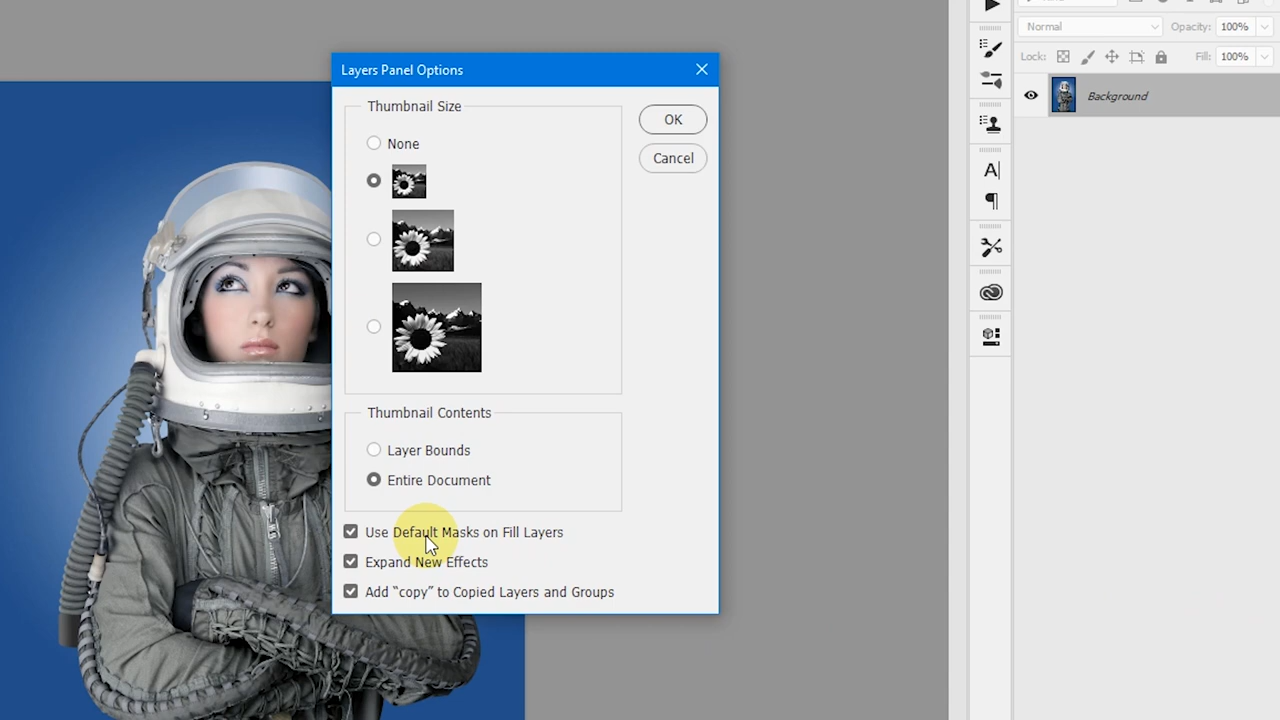 Layers Panel Options
Thumbnail Size
None
OK
Cancel
Thumbnail Contents
Layer Bounds
Entire Document
Use Default Masks on Fill Layers
Expand New Effects
Add “copy” to Copied Layers and Groups
Normal
Opacity: 100%
Lock:
Fill: 100%
Background